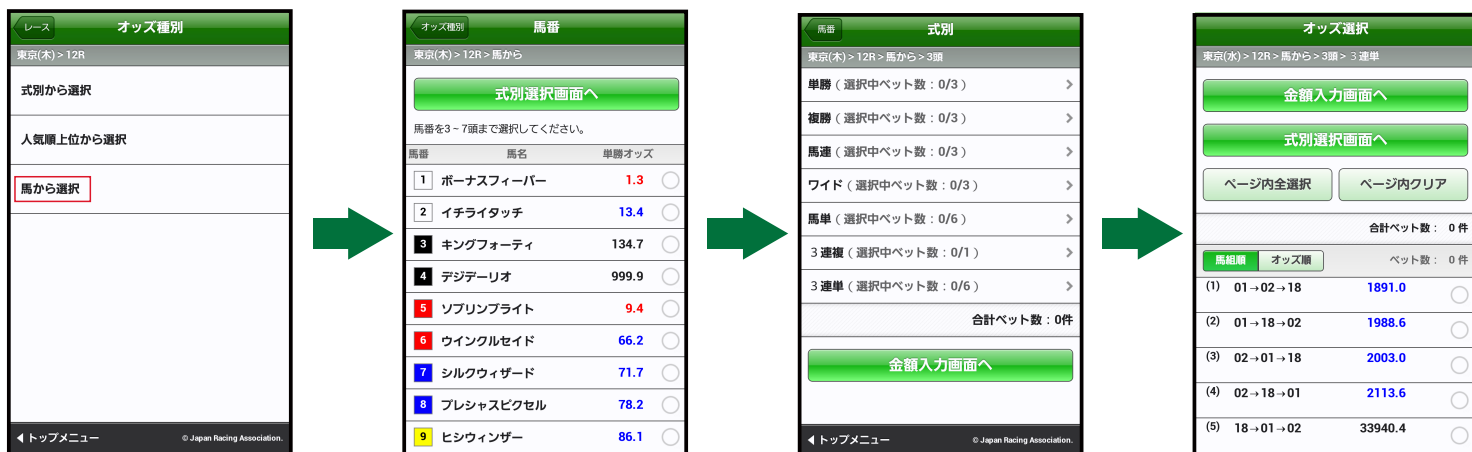 レース
オッズ種別
東京(木)>12R
式別から選択
人気順上位から選択
馬から選択
トップメニュー
© Japan Racing Association.
オッズ種別
馬番
東京(木)>12R>馬から
式別選択画面へ
馬番を3~7頭まで選択してください。
馬番 馬名 単勝オッズ
1 ボーナスフィーバー 1.3
2 イチライタッチ 13.4
3 キングフォーティ 134.7
4 デジデーリオ 999.9
5 ソブリンブライト 9.4
6 ウインクルセイド 66.2
7 シルクウィザード 71.7
8 プレシャスピクセル 78.2
9 ヒシウィンザー 86.1
馬番
式別
東京(木)>12R>馬から>3頭
単勝(選択中ベット数:0/3)
複勝(選択中ベット数:0/3)
馬連(選択中ベット数:0/3)
ワイド(選択中ベット数:0/3)
馬単(選択中ベット数:0/6)
3連複(選択中ベット数:0/1)
3連単(選択中ベット数:0/6)
合計ベット数:0件
金額入力画面へ
トップメニュー
© Japan Racing Association.
オッズ選択
東京(水)>12R>馬から>3頭>3連単
金額入力画面へ
式別選択画面へ
ページ内全選択 ページ内クリア
合計ベット数: 0件
馬組順 オッズ順 ベット数: 0件
(1) 01→02→18 1891.0
(2) 01→18→02 1988.6
(3) 02→01→18 2003.0
(4) 02→18→01 2113.6
(5) 18→01→02 33940.4